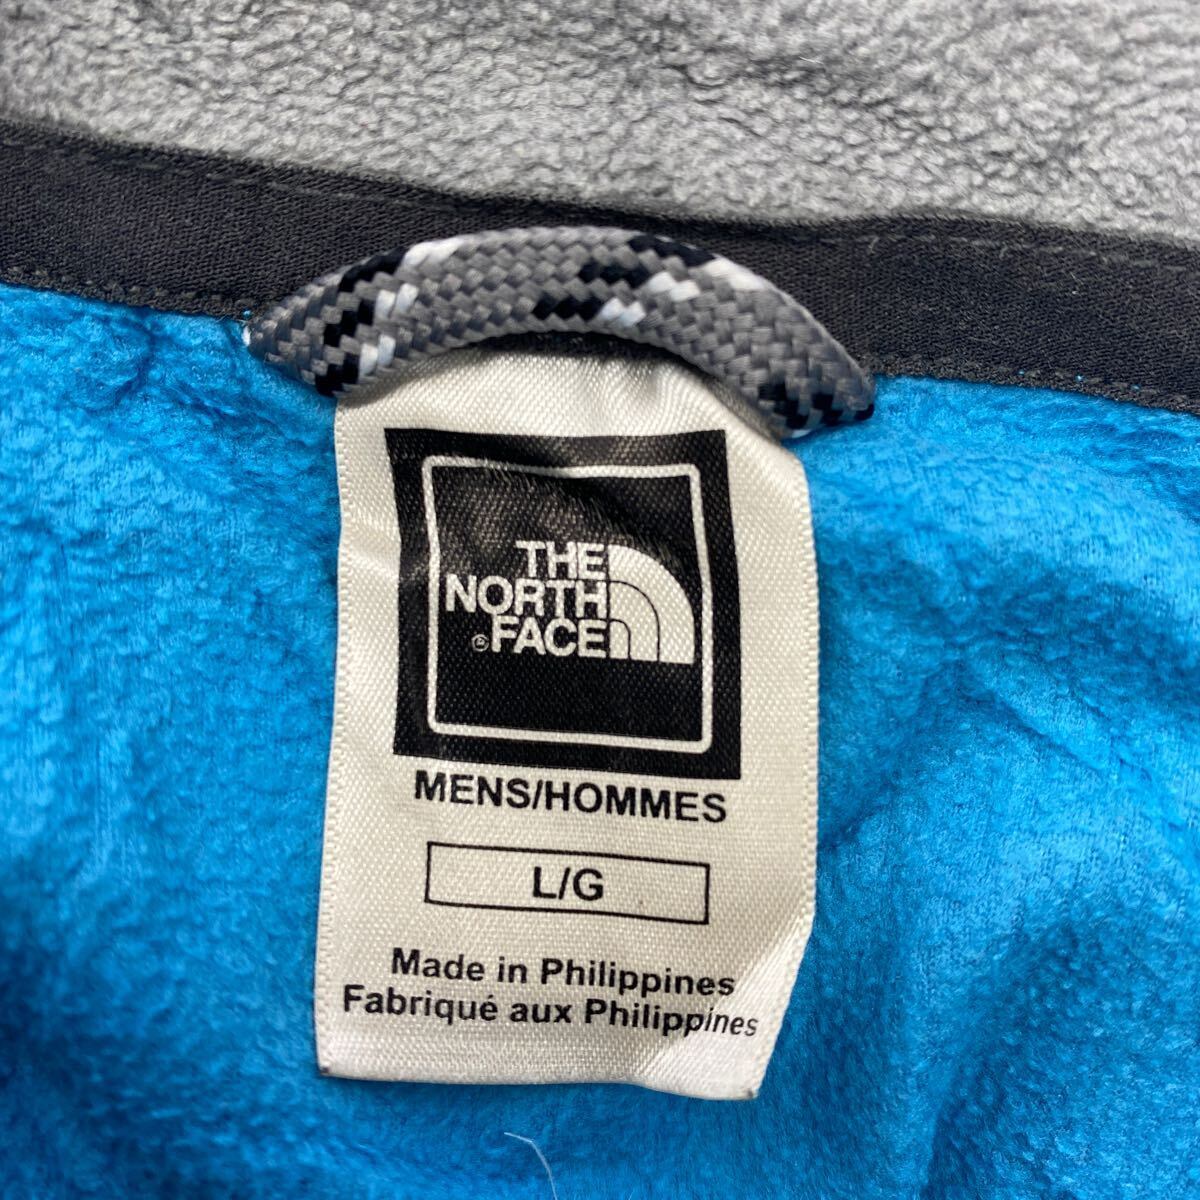 THE
NORTH
FACE
MENS/HOMMES
L/G
Made in Philippines
Fabriqué aux Philippines